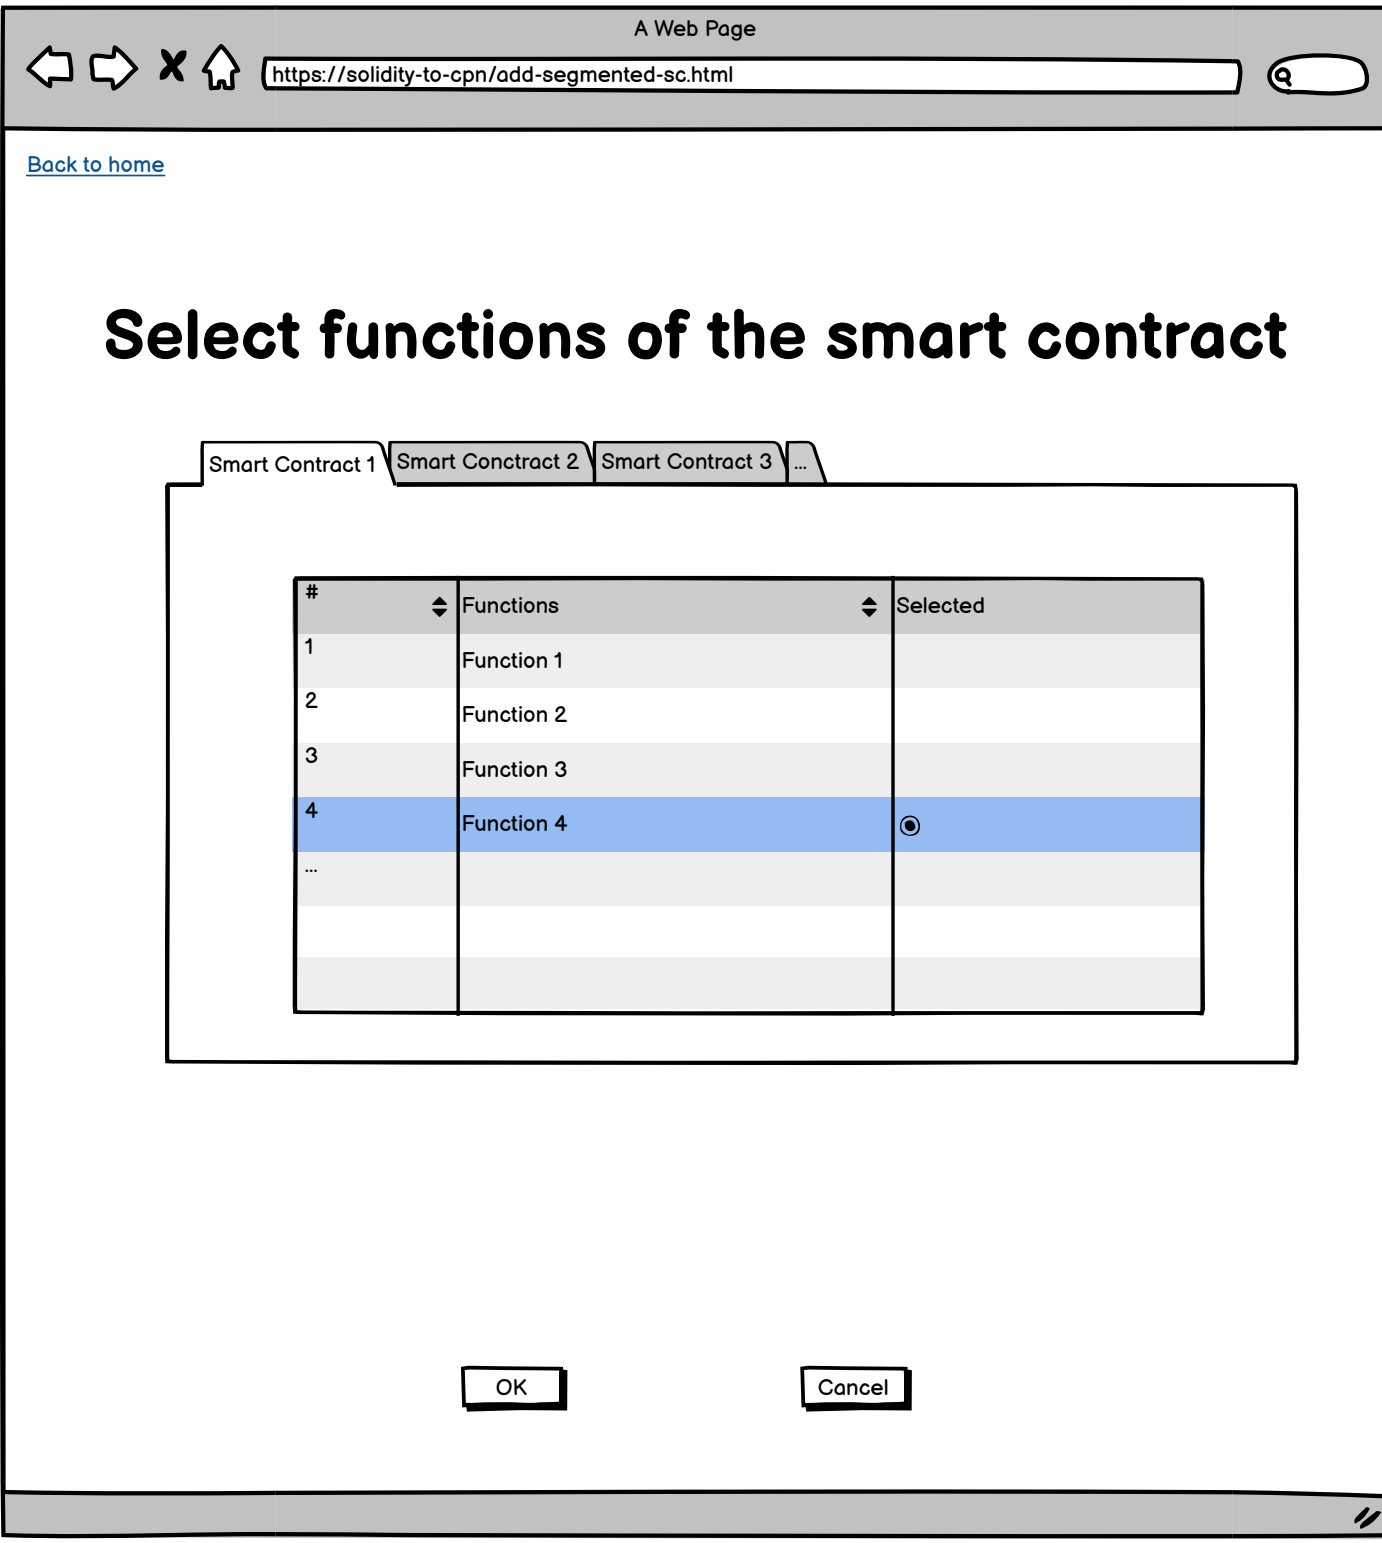 A Web Page
https://solidity-to-cpn/add-segmented-sc.html
Back to home
Select functions of the smart contract
Smart Contract 1 Smart Conctract 2 Smart Contract 3 ...
# Functions Selected
1 Function 1
2 Function 2
3 Function 3
4 Function 4
...
OK Cancel